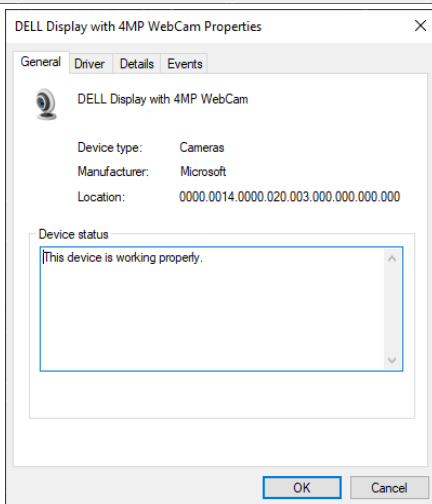 DELL Display with 4MP WebCam Properties
General Driver Details Events
DELL Display with 4MP WebCam
Device type: Cameras
Manufacturer: Microsoft
Location: 0000.0014.0000.020.003.000.000.000.000
Device status
This device is working properly.
OK Cancel